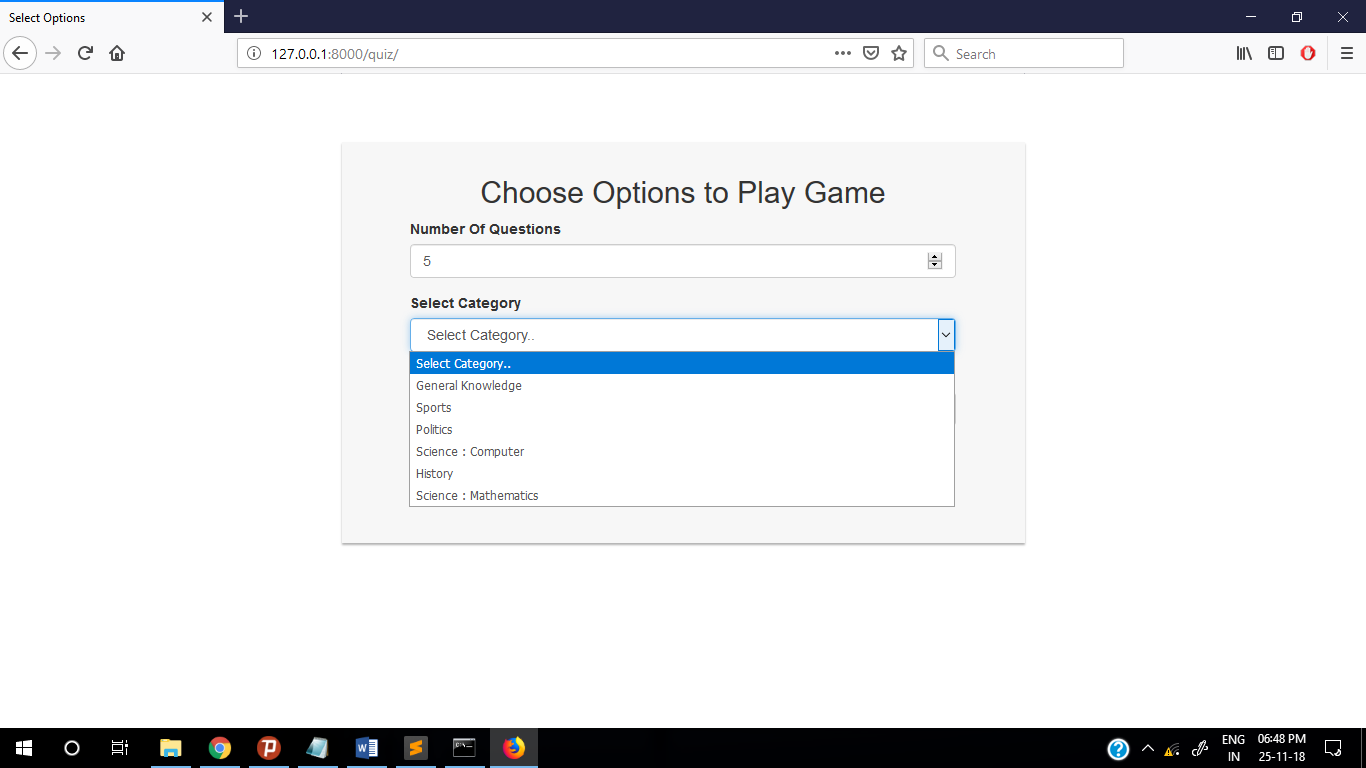 Select Options
127.0.0.1:8000/quiz/
Search
Choose Options to Play Game
Number Of Questions
5
Select Category
Select Category..
Select Category..
General Knowledge
Sports
Politics
Science : Computer
History
Science : Mathematics
ENG
IN
06:48 PM
25-11-18